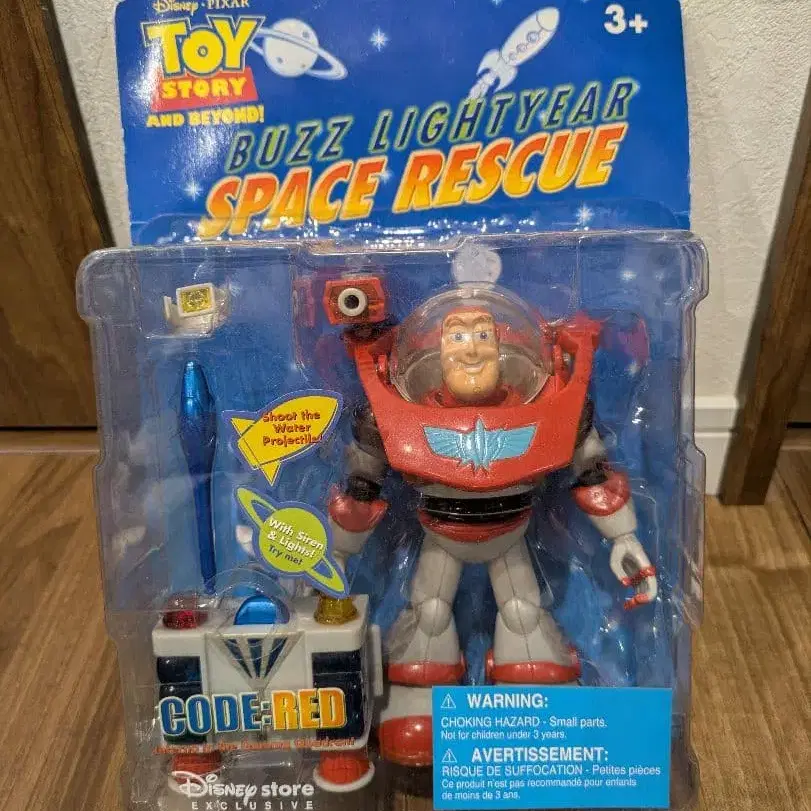 Disney · PIXAR
TOY
STORY
AND BEYOND!
3+
BUZZ LIGHTYEAR
SPACE RESCUE
Shoot the
Water
Projectile!
With Siren
& Lights!
Try me!
CODE:RED
Disney store
EXCLUSIVE
⚠ WARNING:
CHOKING HAZARD - Small parts.
Not for children under 3 years.
⚠ AVERTISSEMENT:
RISQUE DE SUFFOCATION - Petites pièces
Ce produit n'est pas recommandé pour enfants
de moins de 3 ans.